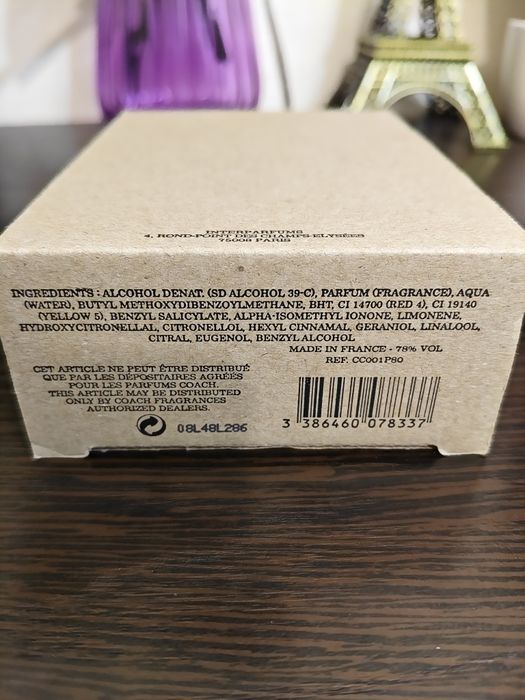 INTERPARFUMS
4, ROND-POINT DES CHAMPS-ELYSÉES
75008 PARIS
INGREDIENTS : ALCOHOL DENAT. (SD ALCOHOL 39-C), PARFUM (FRAGRANCE), AQUA
(WATER), BUTYL METHOXYDIBENZOYLMETHANE, BHT, CI 14700 (RED 4), CI 19140
(YELLOW 5), BENZYL SALICYLATE, ALPHA-ISOMETHYL IONONE, LIMONENE,
HYDROXYCITRONELLAL, CITRONELLOL, HEXYL CINNAMAL, GERANIOL, LINALOOL,
CITRAL, EUGENOL, BENZYL ALCOHOL
MADE IN FRANCE - 78% VOL
REF. CC001P80
CET ARTICLE NE PEUT ÊTRE DISTRIBUÉ
QUE PAR LES DÉPOSITAIRES AGRÉÉS
POUR LES PARFUMS COACH.
THIS ARTICLE MAY BE DISTRIBUTED
ONLY BY COACH FRAGRANCES
AUTHORIZED DEALERS.
08L48L286
3 386460 078337